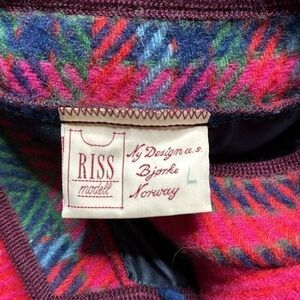 RISS
modell
Ny Design a.s.
Bjørke
Norway
L